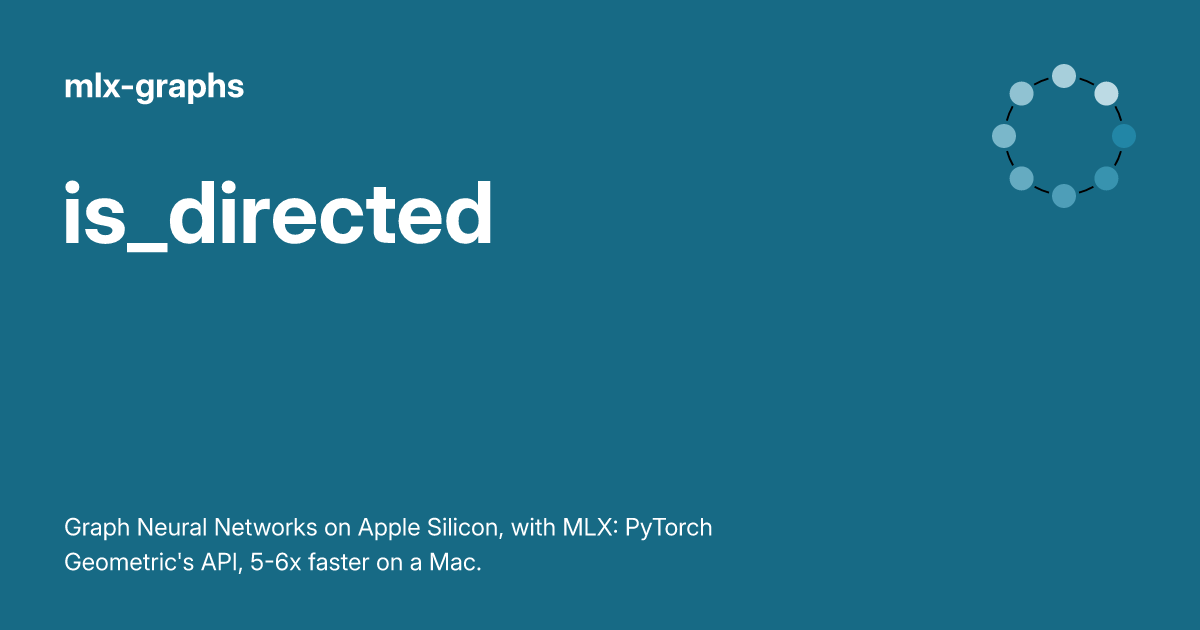 mlx-graphs
is_directed
Graph Neural Networks on Apple Silicon, with MLX: PyTorch
Geometric's API, 5-6x faster on a Mac.